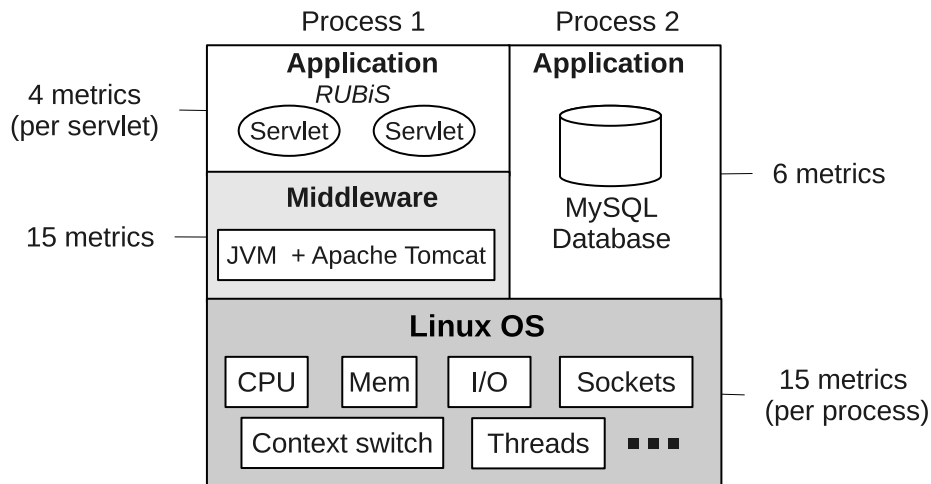 Process 1
Process 2
Application
Application
RUBiS
4 metrics
(per servlet)
Servlet
Servlet
6 metrics
Middleware
MySQL
Database
15 metrics
JVM + Apache Tomcat
Linux OS
CPU
Mem
I/O
Sockets
15 metrics
(per process)
Context switch
Threads